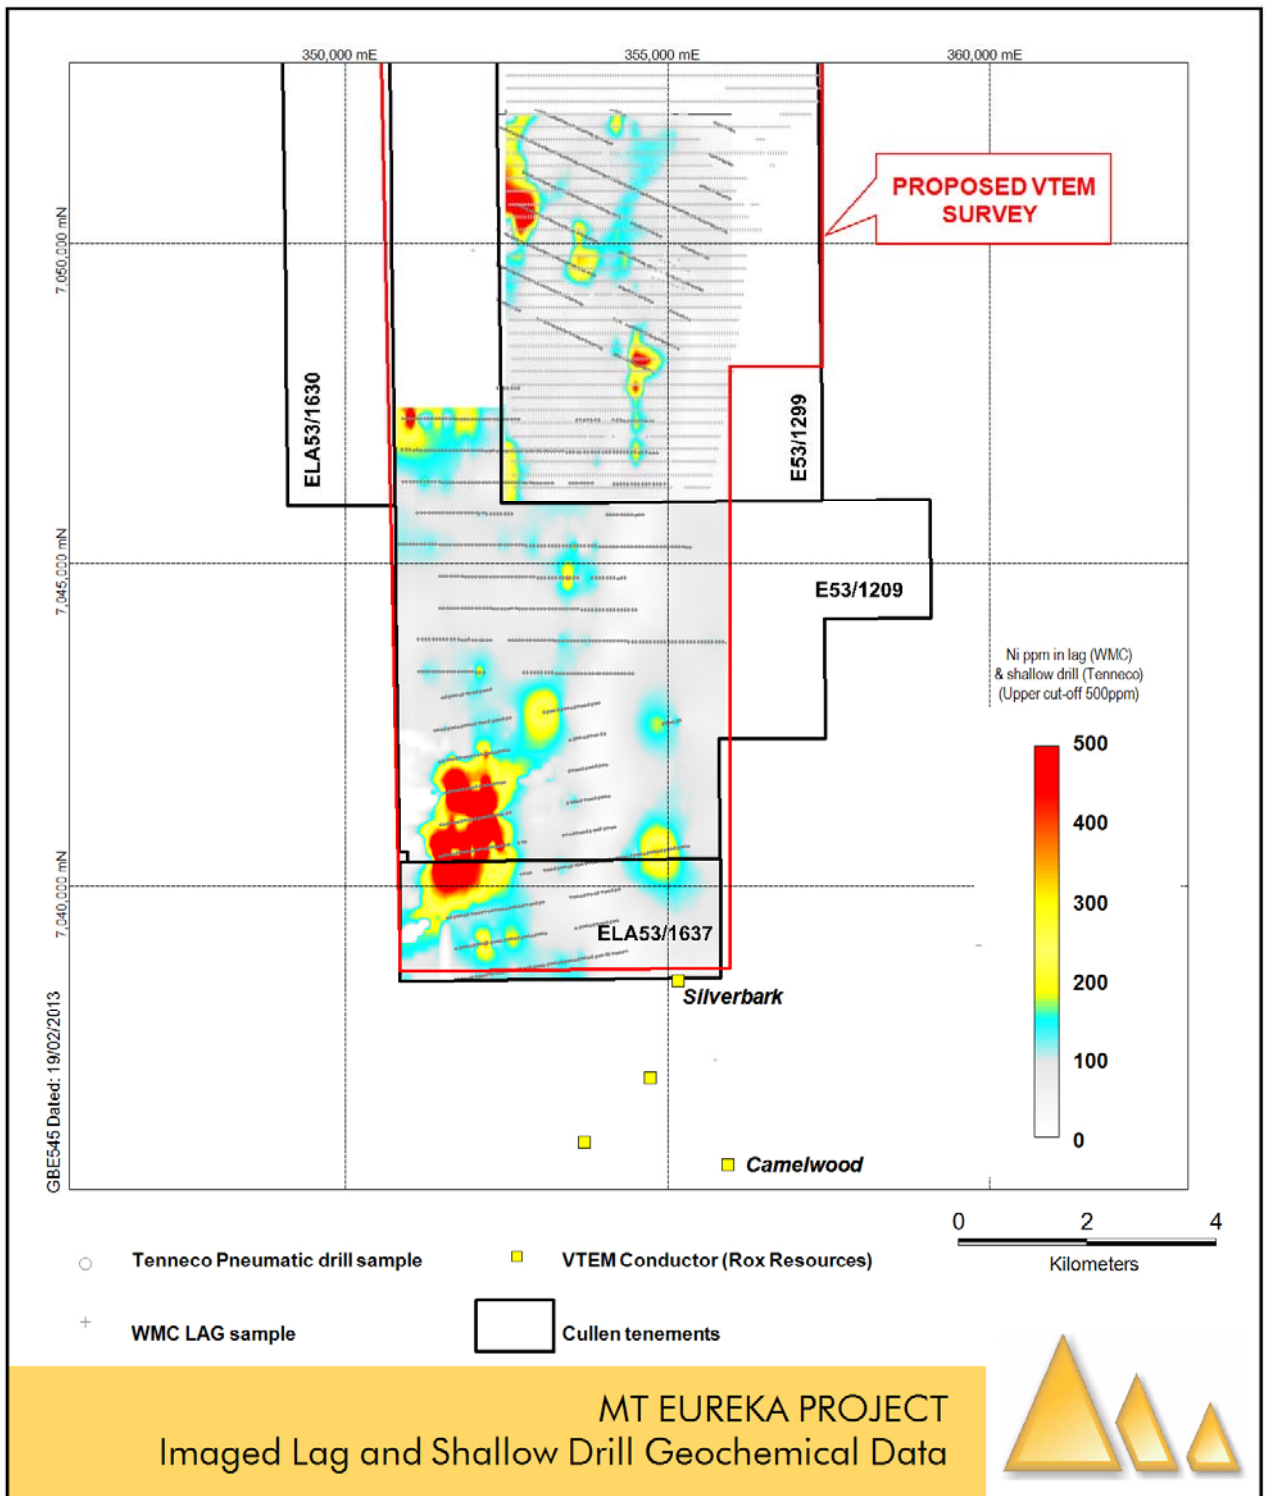 350,000 mE
355,000 mE
360,000 mE
7,050,000 mN
7,045,000 mN
7,040,000 mN
PROPOSED VTEM
SURVEY
ELA53/1630
E53/1299
E53/1209
ELA53/1637
Ni ppm in lag (WMC)
& shallow drill (Tenneco)
(Upper cut-off 500ppm)
500
400
300
200
100
0
Silverbark
Camelwood
GBE545 Dated: 19/02/2013
0 2 4
Kilometers
Tenneco Pneumatic drill sample
VTEM Conductor (Rox Resources)
WMC LAG sample
Cullen tenements
MT EUREKA PROJECT
Imaged Lag and Shallow Drill Geochemical Data